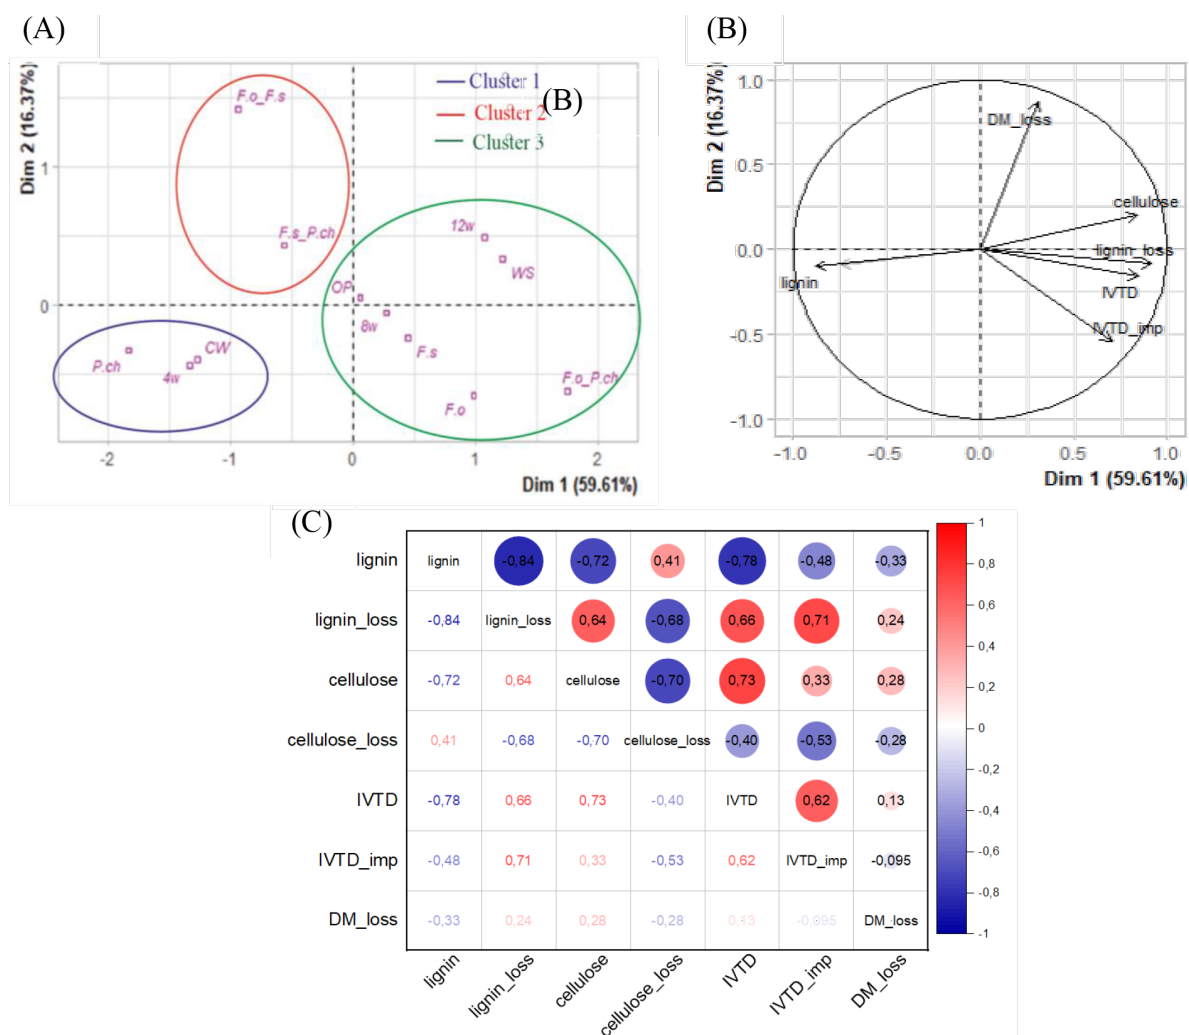 (A)
(B)
Dim 2 (16.37%)
1
0
-2
-1
0
1
2
Dim 1 (59.61%)
Cluster 1
Cluster 2
Cluster 3
(B)
F.o_F.s
F.s_P.ch
12w
WS
OP
8w
F.s
F.o_P.ch
F.o
CW
P.ch
4w
Dim 2 (16.37%)
1.0
0.5
0.0
-0.5
-1.0
-1.0
-0.5
0.0
0.5
1.0
Dim 1 (59.61%)
DM_loss
cellulose
lignin_loss
IVTD
lignin
IVTD_imp
(C)
lignin lignin -0,84 -0,72 0,41 -0,78 -0,48 -0,33
lignin_loss -0,84 lignin_loss 0,64 -0,68 0,66 0,71 0,24
cellulose -0,72 0,64 cellulose -0,70 0,73 0,33 0,28
cellulose_loss 0,41 -0,68 -0,70 cellulose_loss -0,40 -0,53 -0,28
IVTD -0,78 0,66 0,73 -0,40 IVTD 0,62 0,13
IVTD_imp -0,48 0,71 0,33 -0,53 0,62 IVTD_imp -0,095
DM_loss -0,33 0,24 0,28 -0,28 0,13 -0,095 DM_loss
lignin lignin_loss cellulose cellulose_loss IVTD IVTD_imp DM_loss
1
0,8
0,6
0,4
0,2
0
-0,2
-0,4
-0,6
-0,8
-1